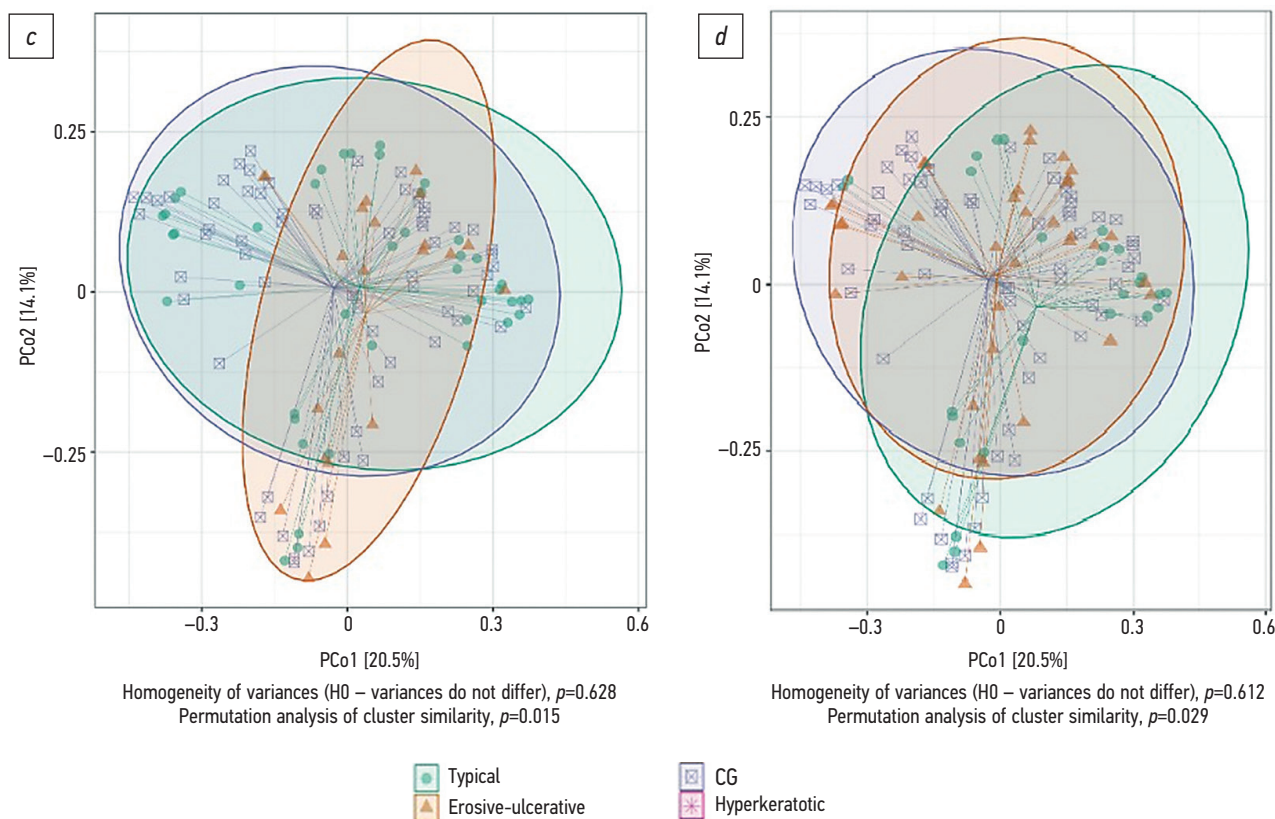 c
0.25
0
−0.25
PCo2 [14.1%]
−0.3
0
0.3
0.6
PCo1 [20.5%]
Homogeneity of variances (H0 – variances do not differ), p=0.628
Permutation analysis of cluster similarity, p=0.015
d
0.25
0
−0.25
PCo2 [14.1%]
−0.3
0
0.3
0.6
PCo1 [20.5%]
Homogeneity of variances (H0 – variances do not differ), p=0.612
Permutation analysis of cluster similarity, p=0.029
Typical
Erosive-ulcerative
CG
Hyperkeratotic